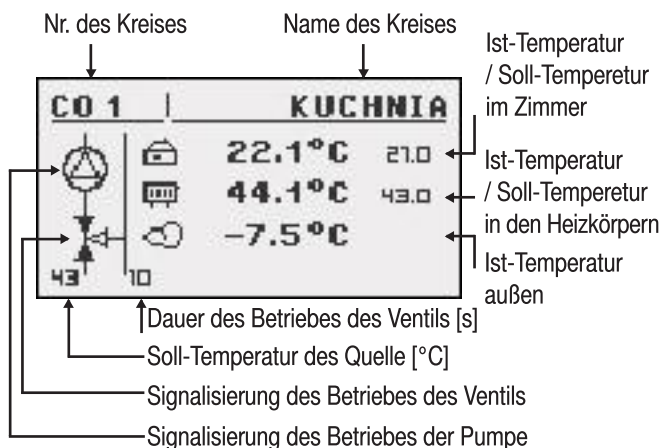 Nr. des Kreises
Name des Kreises
Ist-Temperatur
/ Soll-Temperetur
im Zimmer
CO 1
KUCHNIA
22.1°C 21.0
44.1°C 43.0
-7.5°C
43 10
Ist-Temperatur
/ Soll-Temperetur
in den Heizkörpern
Ist-Temperatur
außen
Dauer des Betriebes des Ventils [s]
Soll-Temperatur des Quelle [°C]
Signalisierung des Betriebes des Ventils
Signalisierung des Betriebes der Pumpe